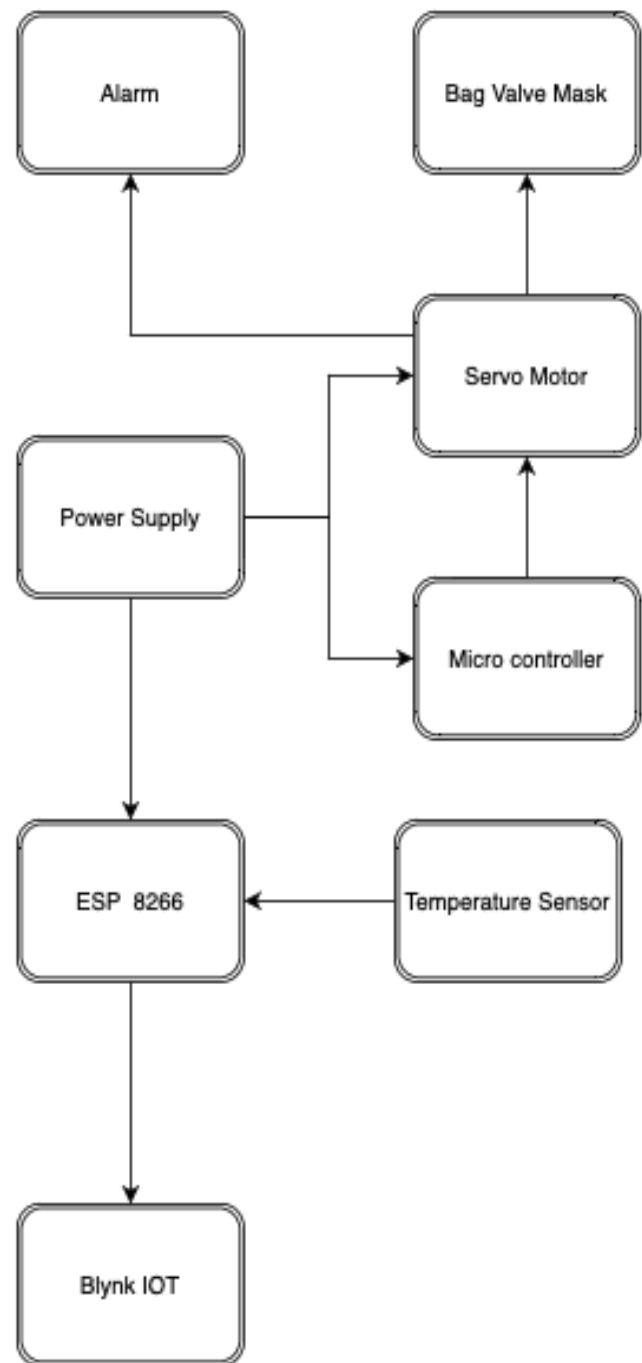 Alarm
Bag Valve Mask
Servo Motor
Power Supply
Micro controller
ESP 8266
Temperature Sensor
Blynk IOT